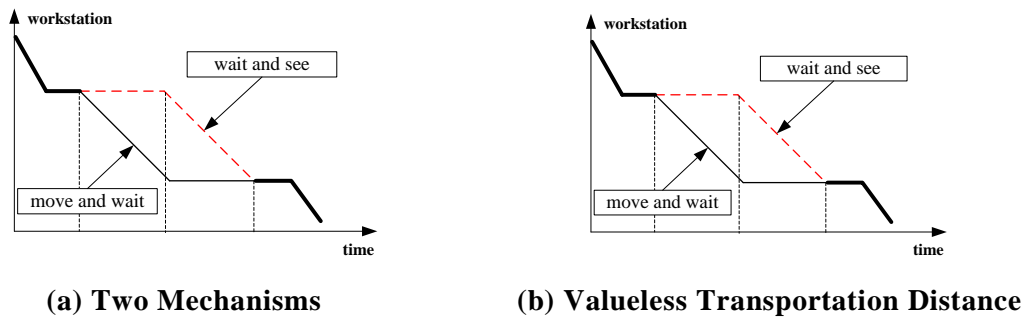 workstation
wait and see
move and wait
time
(a) Two Mechanisms
workstation
wait and see
move and wait
time
(b) Valueless Transportation Distance